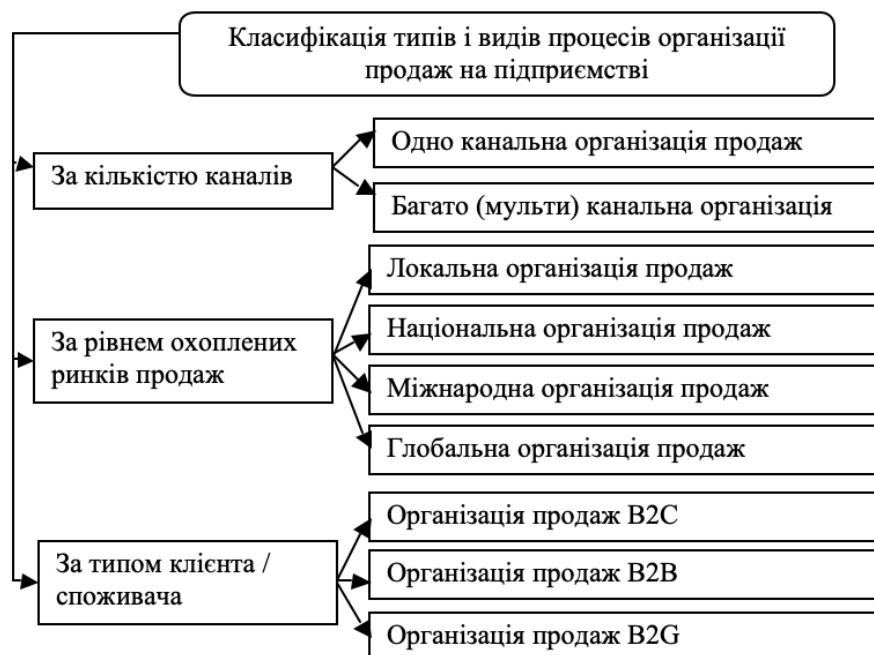 Класифікація типів і видів процесів організації
продаж на підприємстві
За кількістю каналів
Одно канальна організація продаж
Багато (мульти) канальна організація
За рівнем охоплених
ринків продаж
Локальна організація продаж
Національна організація продаж
Міжнародна організація продаж
Глобальна організація продаж
За типом клієнта /
споживача
Організація продаж B2C
Організація продаж B2B
Організація продаж B2G